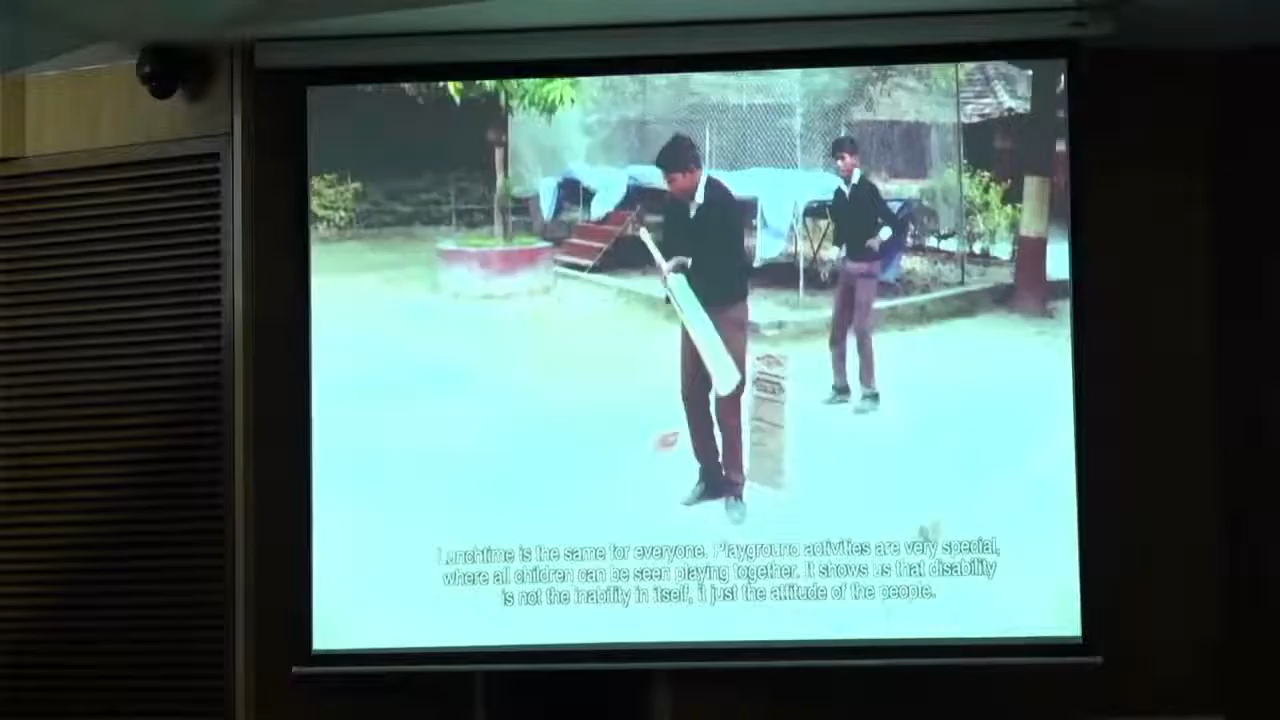 Lunchtime is the same for everyone. Playground activities are very special,
where all children can be seen playing together. It shows us that disability
is not the inability in itself, it just the attitude of the people.